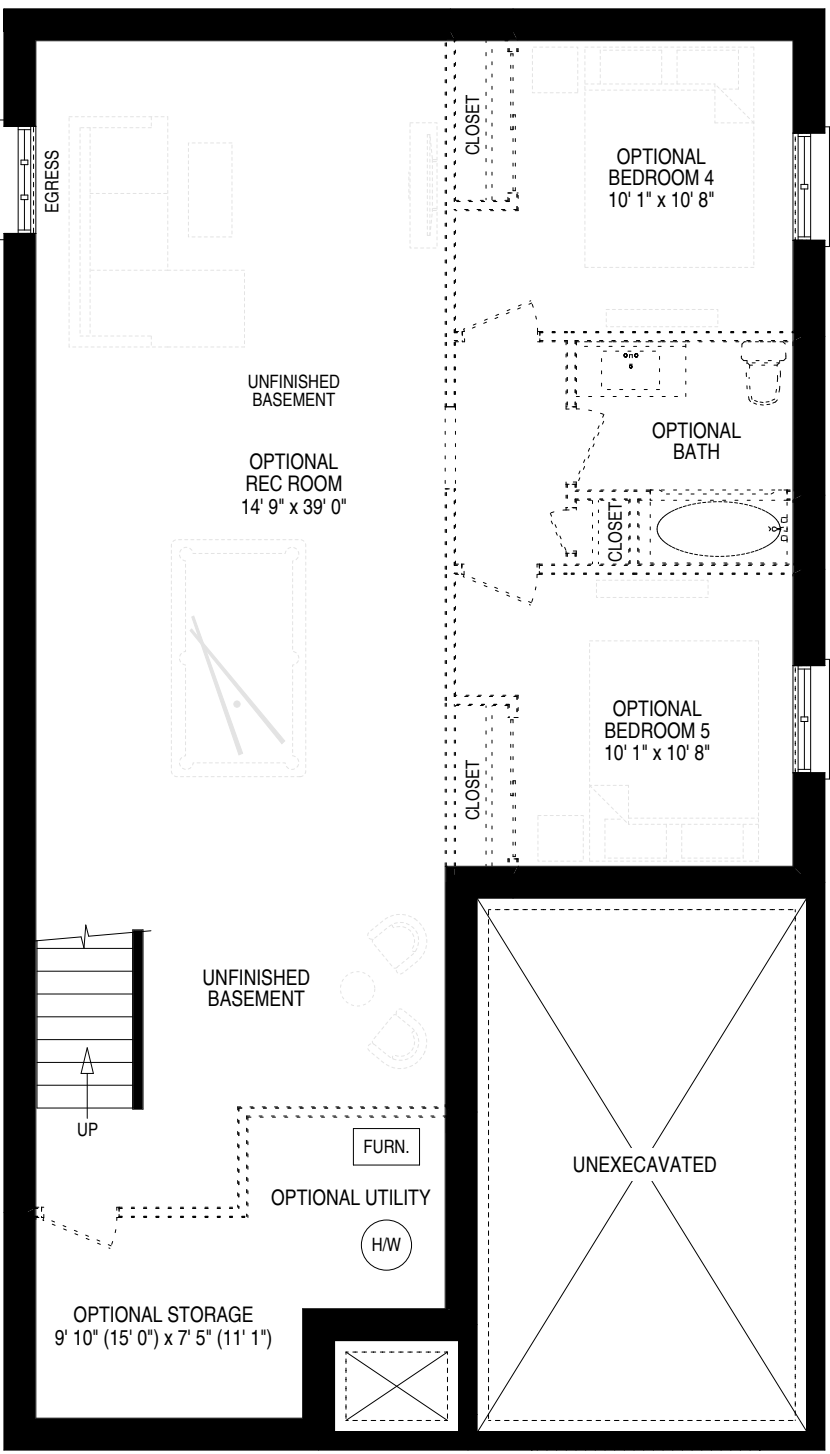 CLOSET
OPTIONAL
BEDROOM 4
10' 1" x 10' 8"
EGRESS
UNFINISHED
BASEMENT
OPTIONAL
REC ROOM
14' 9" x 39' 0"
OPTIONAL
BATH
CLOSET
OPTIONAL
BEDROOM 5
10' 1" x 10' 8"
CLOSET
UNFINISHED
BASEMENT
UP
FURN.
OPTIONAL UTILITY
H/W
UNEXECAVATED
OPTIONAL STORAGE
9' 10" (15' 0") x 7' 5" (11' 1")